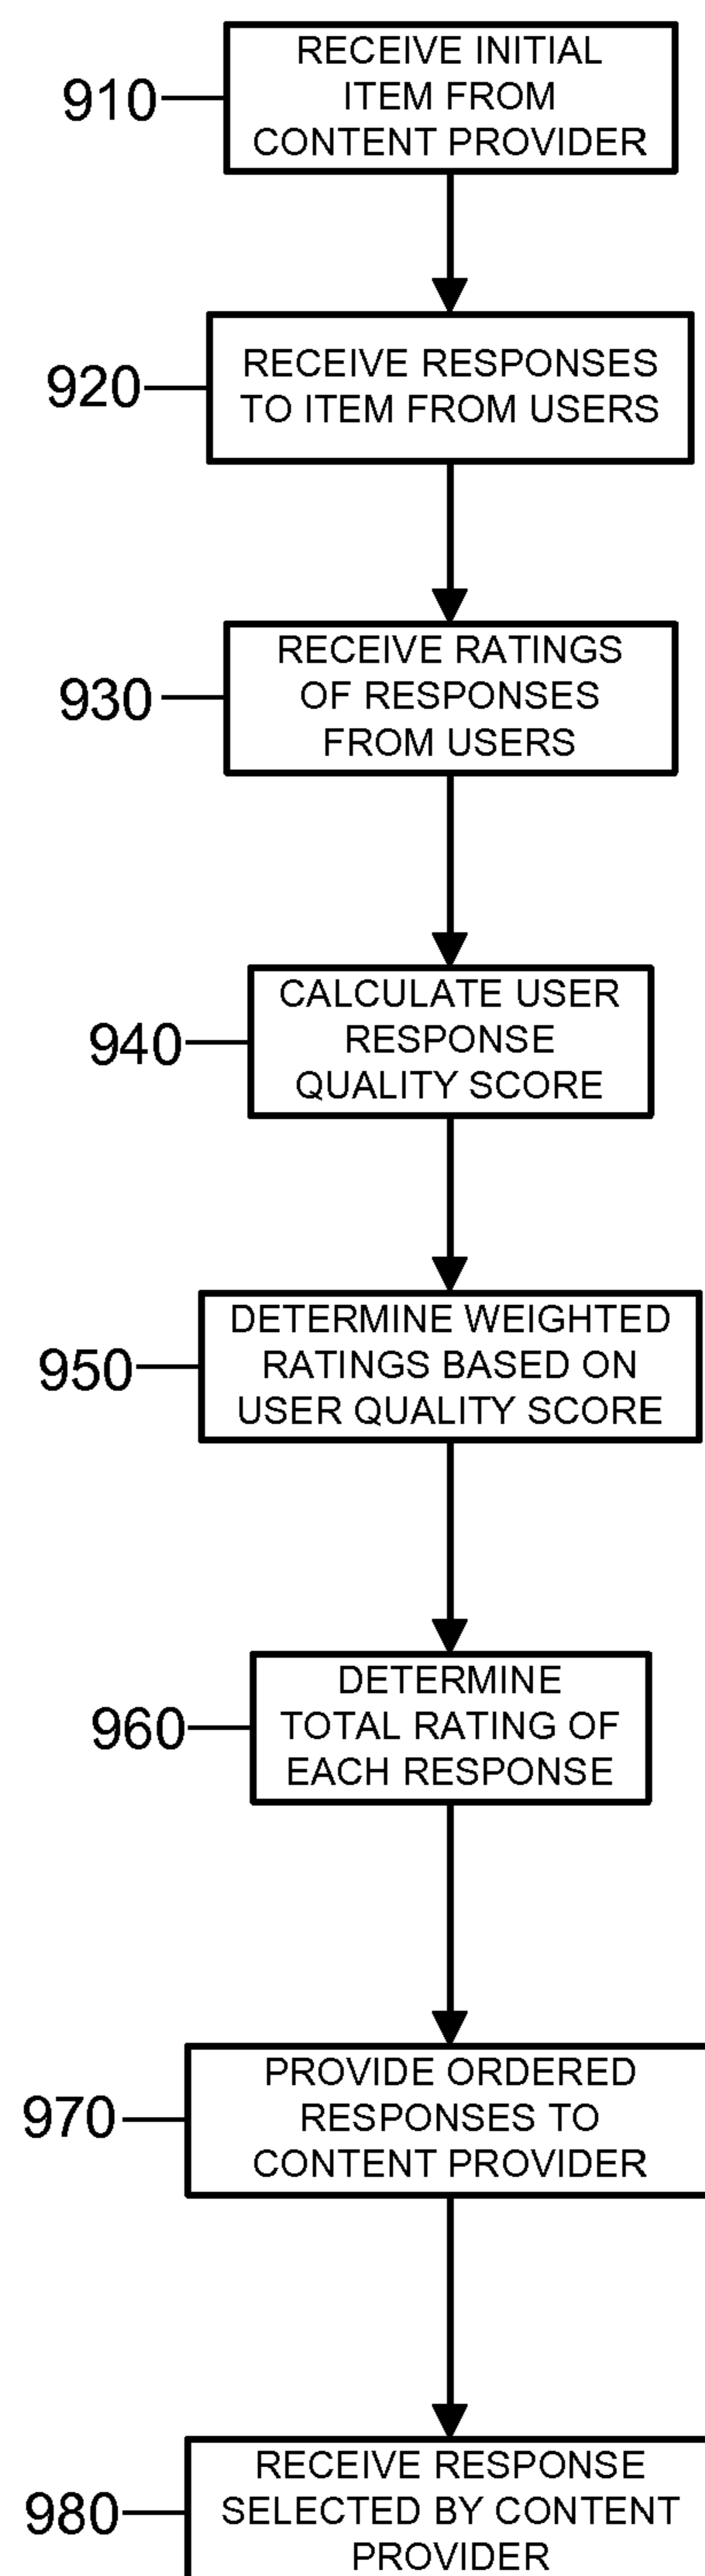 910
RECEIVE INITIAL
ITEM FROM
CONTENT PROVIDER
920
RECEIVE RESPONSES
TO ITEM FROM USERS
930
RECEIVE RATINGS
OF RESPONSES
FROM USERS
940
CALCULATE USER
RESPONSE
QUALITY SCORE
950
DETERMINE WEIGHTED
RATINGS BASED ON
USER QUALITY SCORE
960
DETERMINE
TOTAL RATING OF
EACH RESPONSE
970
PROVIDE ORDERED
RESPONSES TO
CONTENT PROVIDER
980
RECEIVE RESPONSE
SELECTED BY CONTENT
PROVIDER